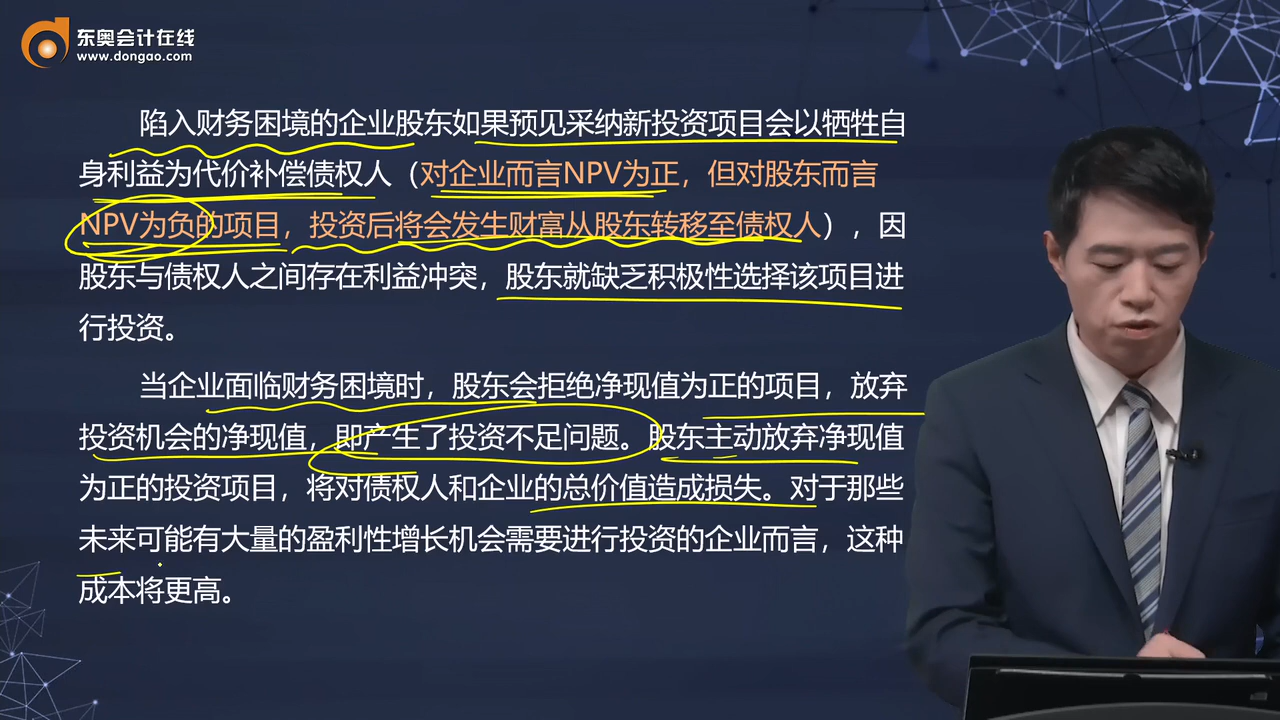 东奥会计在线
www.dongao.com
陷入财务困境的企业股东如果预见采纳新投资项目会以牺牲自
身利益为代价补偿债权人（对企业而言NPV为正，但对股东而言
NPV为负的项目，投资后将会发生财富从股东转移至债权人），因
股东与债权人之间存在利益冲突，股东就缺乏积极性选择该项目进
行投资。
当企业面临财务困境时，股东会拒绝净现值为正的项目，放弃
投资机会的净现值，即产生了投资不足问题。股东主动放弃净现值
为正的投资项目，将对债权人和企业的总价值造成损失。对于那些
未来可能有大量的盈利性增长机会需要进行投资的企业而言，这种
成本将更高。